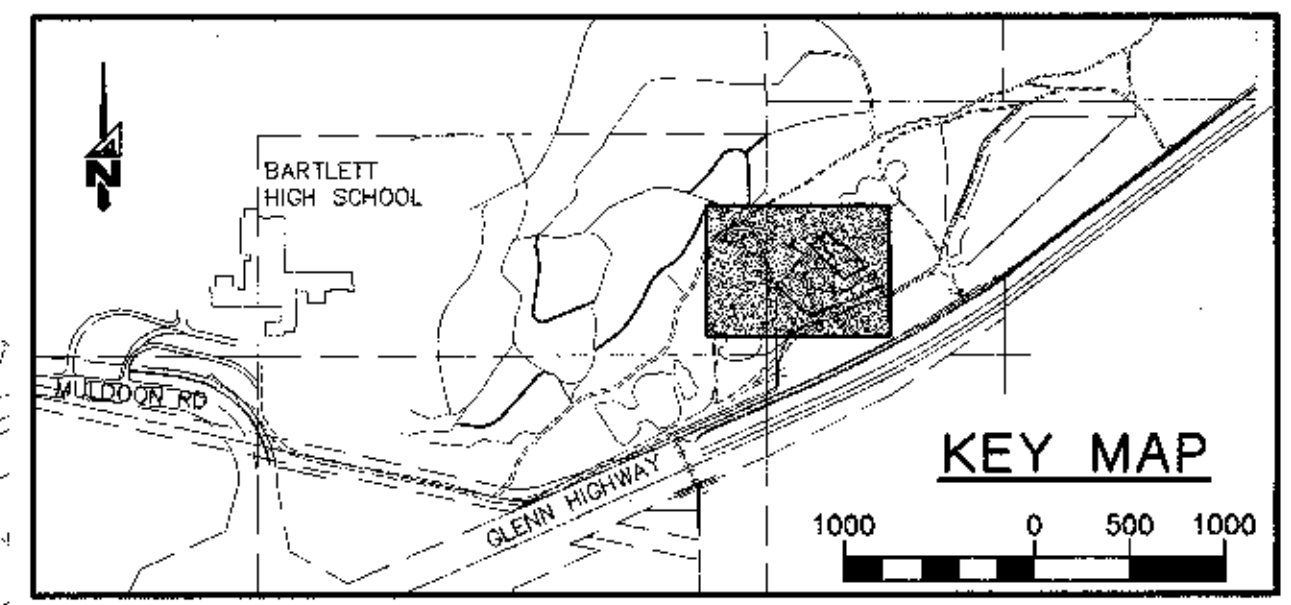 BARTLETT
HIGH SCHOOL
N
MULDOON RD
GLENN HIGHWAY
KEY MAP
1000 0 500 1000